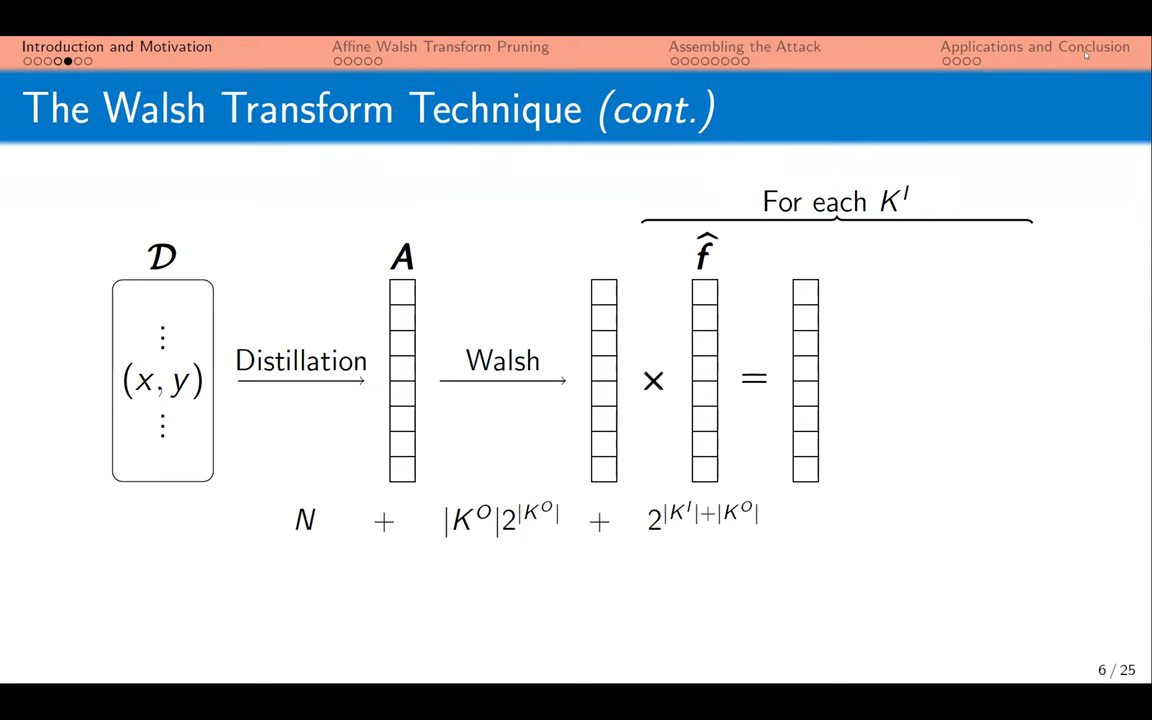 Introduction and Motivation Affine Walsh Transform Pruning Assembling the Attack Applications and Conclusion
The Walsh Transform Technique (cont.)
For each K^I
𝓓 A f̂
⋮
Distillation Walsh
(x, y) × =
⋮
N + |K^O|2^{|K^O|} + 2^{|K^I|+|K^O|}
6 / 25